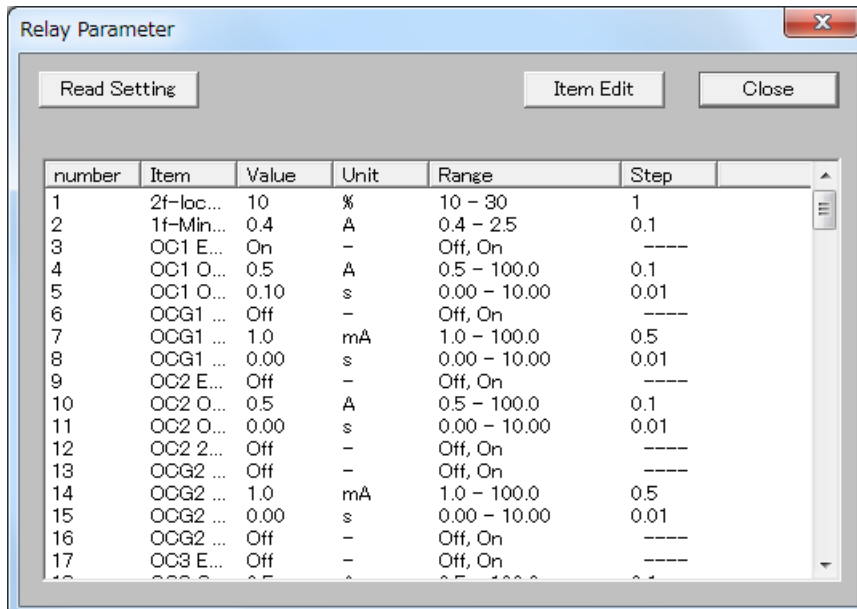 Relay Parameter
Read Setting Item Edit Close
number Item Value Unit Range Step
1 2f-loc... 10 % 10 - 30 1
2 1f-Min... 0.4 A 0.4 - 2.5 0.1
3 OC1 E... On - Off, On ----
4 OC1 O... 0.5 A 0.5 - 100.0 0.1
5 OC1 O... 0.10 s 0.00 - 10.00 0.01
6 OCG1 ... Off - Off, On ----
7 OCG1 ... 1.0 mA 1.0 - 100.0 0.5
8 OCG1 ... 0.00 s 0.00 - 10.00 0.01
9 OC2 E... Off - Off, On ----
10 OC2 O... 0.5 A 0.5 - 100.0 0.1
11 OC2 O... 0.00 s 0.00 - 10.00 0.01
12 OC2 2... Off - Off, On ----
13 OCG2 ... Off - Off, On ----
14 OCG2 ... 1.0 mA 1.0 - 100.0 0.5
15 OCG2 ... 0.00 s 0.00 - 10.00 0.01
16 OCG2 ... Off - Off, On ----
17 OC3 E... Off - Off, On ----